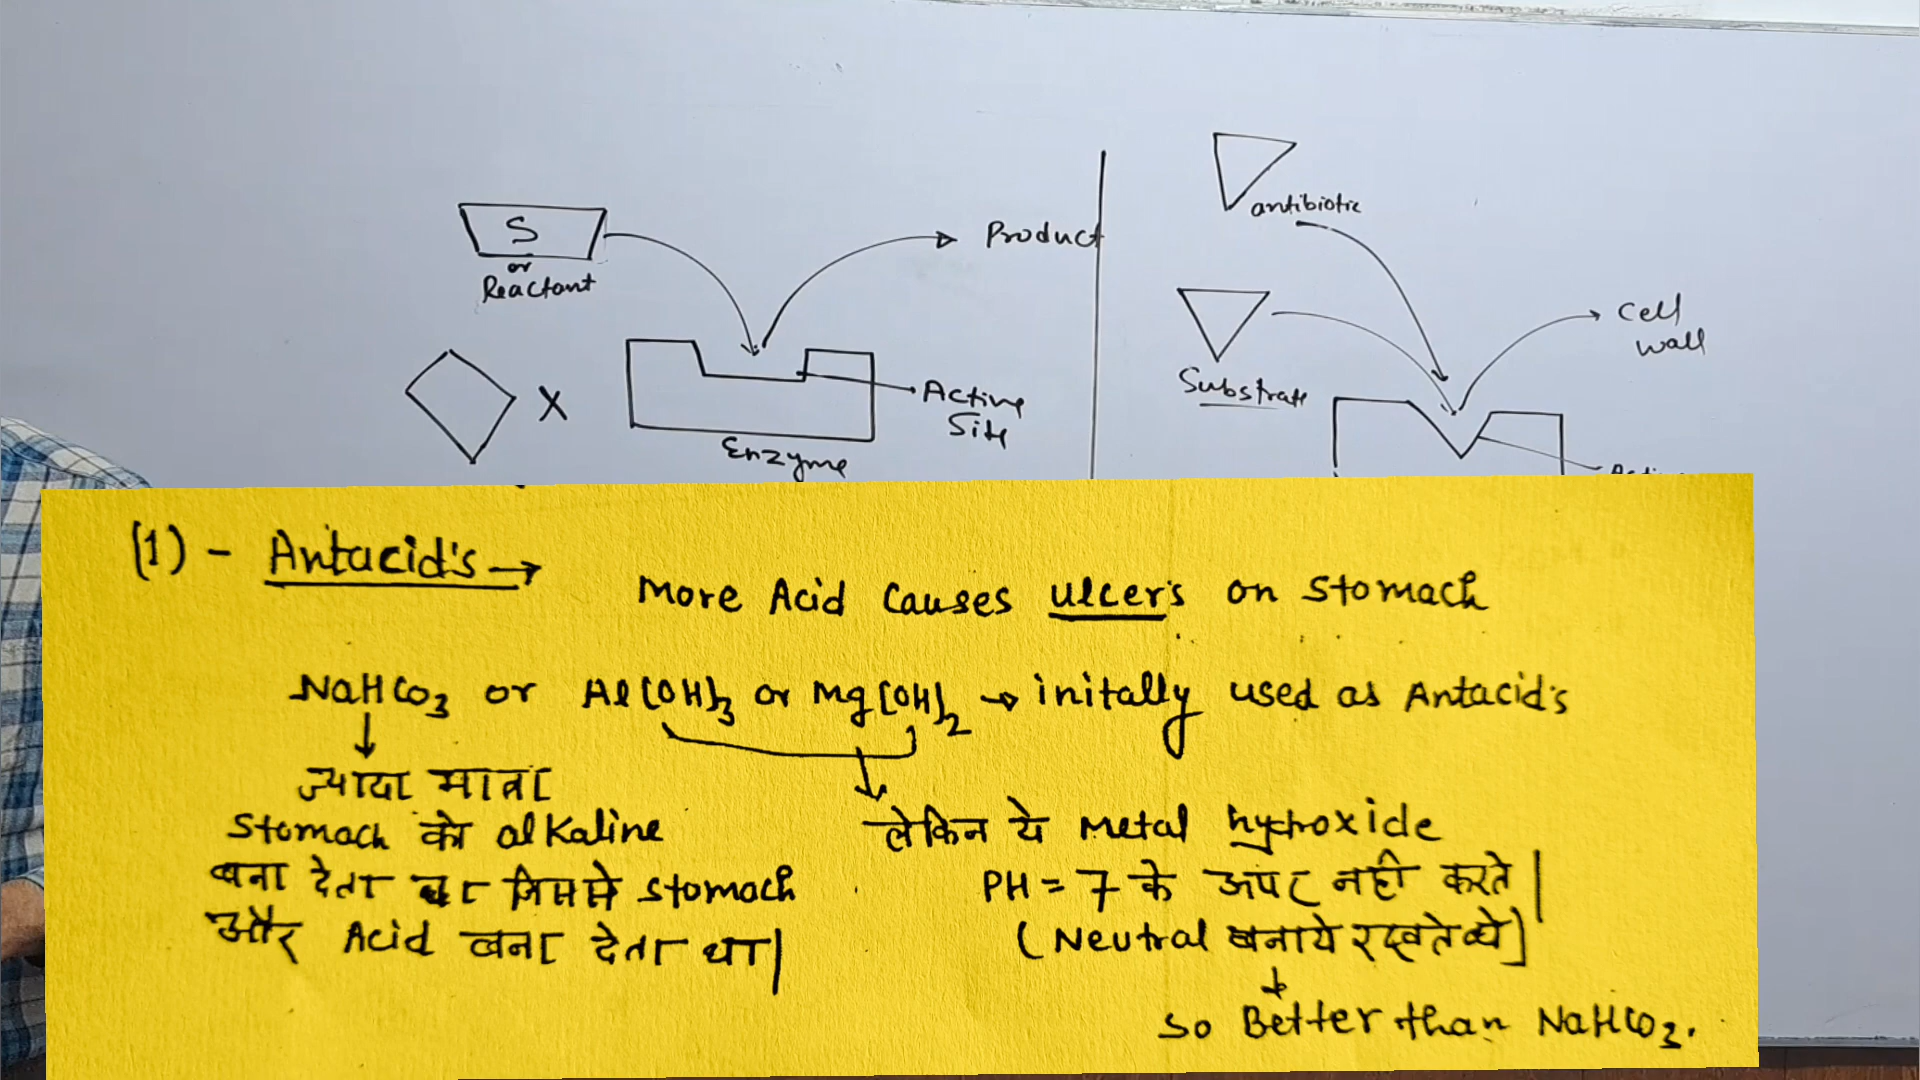 S
or
Reactant
Product
X
Active
Site
Enzyme
antibiotic
Substrate
Cell
wall
(1) - Antacid's →
More Acid Causes ulcer's on Stomach
NaHCO3 or Al(OH)3 or Mg(OH)2 → initally used as Antacid's
ज्यादा मात्रा
Stomach को alkaline
बना देता था जिससे stomach
और Acid बना देता था|
लेकिन ये Metal hydroxide
PH = 7 के ऊपर नही करते|
(Neutral बनाये रखते थे)
so Better than NaHCO3.